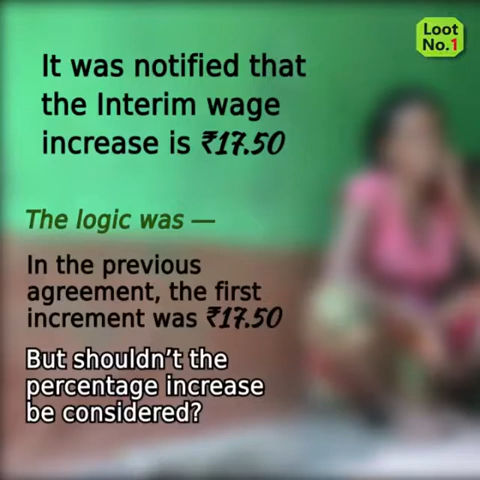 Loot
No.1
It was notified that
the Interim wage
increase is ₹17.50
The logic was —
In the previous
agreement, the first
increment was ₹17.50
But shouldn’t the
percentage increase
be considered?